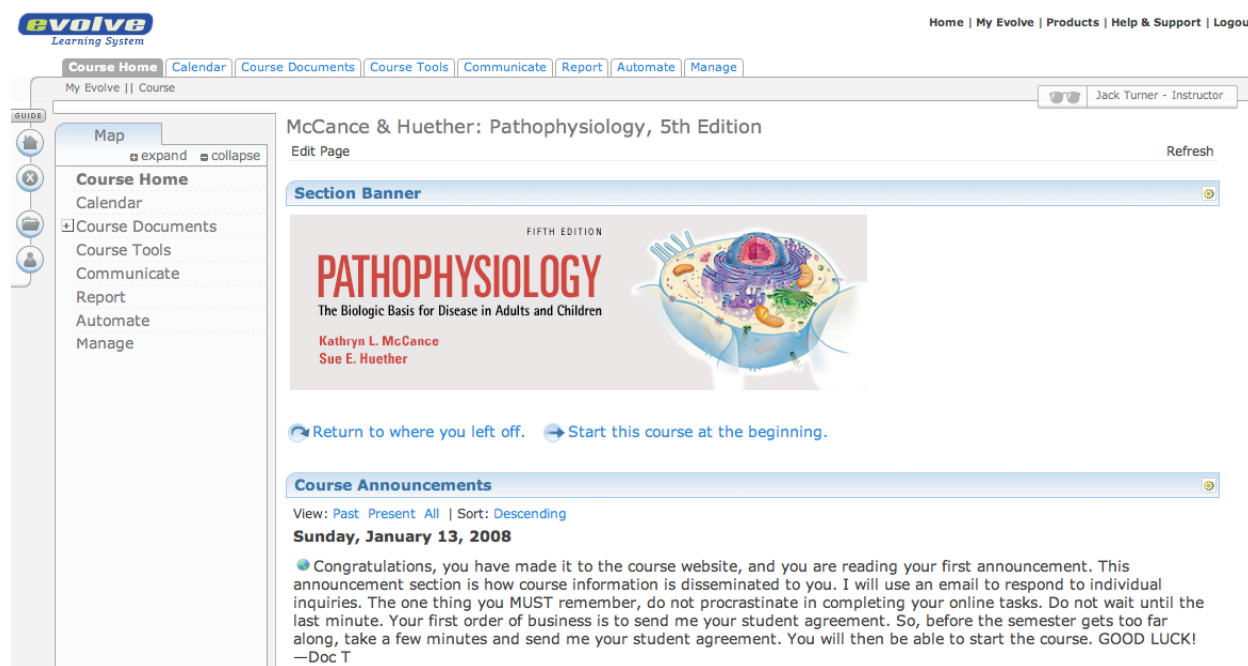 evolve
Learning System
Home | My Evolve | Products | Help & Support | Logou
Course Home Calendar Course Documents Course Tools Communicate Report Automate Manage
My Evolve || Course
Jack Turner - Instructor
GUIDE
Map
expand collapse
Course Home
Calendar
Course Documents
Course Tools
Communicate
Report
Automate
Manage
McCance & Huether: Pathophysiology, 5th Edition
Edit Page Refresh
Section Banner
FIFTH EDITION
PATHOPHYSIOLOGY
The Biologic Basis for Disease in Adults and Children
Kathryn L. McCance
Sue E. Huether
Return to where you left off. Start this course at the beginning.
Course Announcements
View: Past Present All | Sort: Descending
Sunday, January 13, 2008
Congratulations, you have made it to the course website, and you are reading your first announcement. This
announcement section is how course information is disseminated to you. I will use an email to respond to individual
inquiries. The one thing you MUST remember, do not procrastinate in completing your online tasks. Do not wait until the
last minute. Your first order of business is to send me your student agreement. So, before the semester gets too far
along, take a few minutes and send me your student agreement. You will then be able to start the course. GOOD LUCK!
—Doc T